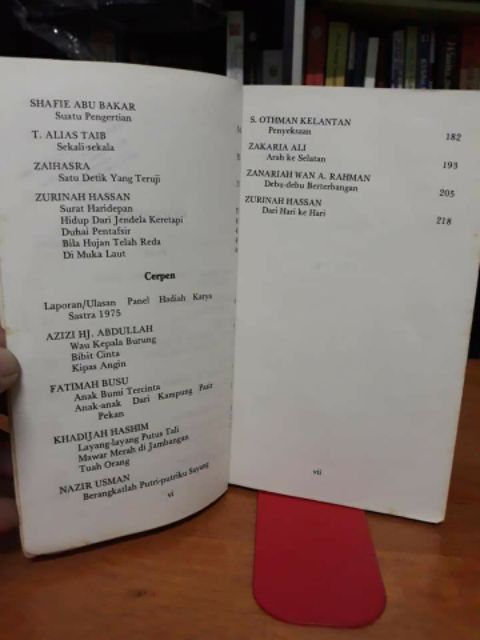 SHAFIE ABU BAKAR
Suatu Pengertian
T. ALIAS TAIB
Sekali-sekala
ZAIHASRA
Satu Detik Yang Teruji
ZURINAH HASSAN
Surat Haridepan
Hidup Dari Jendela Keretapi
Duhai Pentafsir
Bila Hujan Telah Reda
Di Muka Laut
Cerpen
Laporan/Ulasan Panel Hadiah Karya
Sastra 1975
AZIZI HJ. ABDULLAH
Wau Kepala Burung
Bibit Cinta
Kipas Angin
FATIMAH BUSU
Anak Bumi Tercinta
Anak-anak Dari Kampung Pasir
Pekan
KHADIJAH HASHIM
Layang-layang Putus Tali
Mawar Merah di Jambangan
Tuah Orang
NAZIR USMAN
Berangkatlah Putri-patriku Sayang
vi
S. OTHMAN KELANTAN
Penyeksaan 182
ZAKARIA ALI
Arah ke Selatan 193
ZANARIAH WAN A. RAHMAN
Debu-debu Berterbangan 205
ZURINAH HASSAN
Dari Hari ke Hari 218
vii